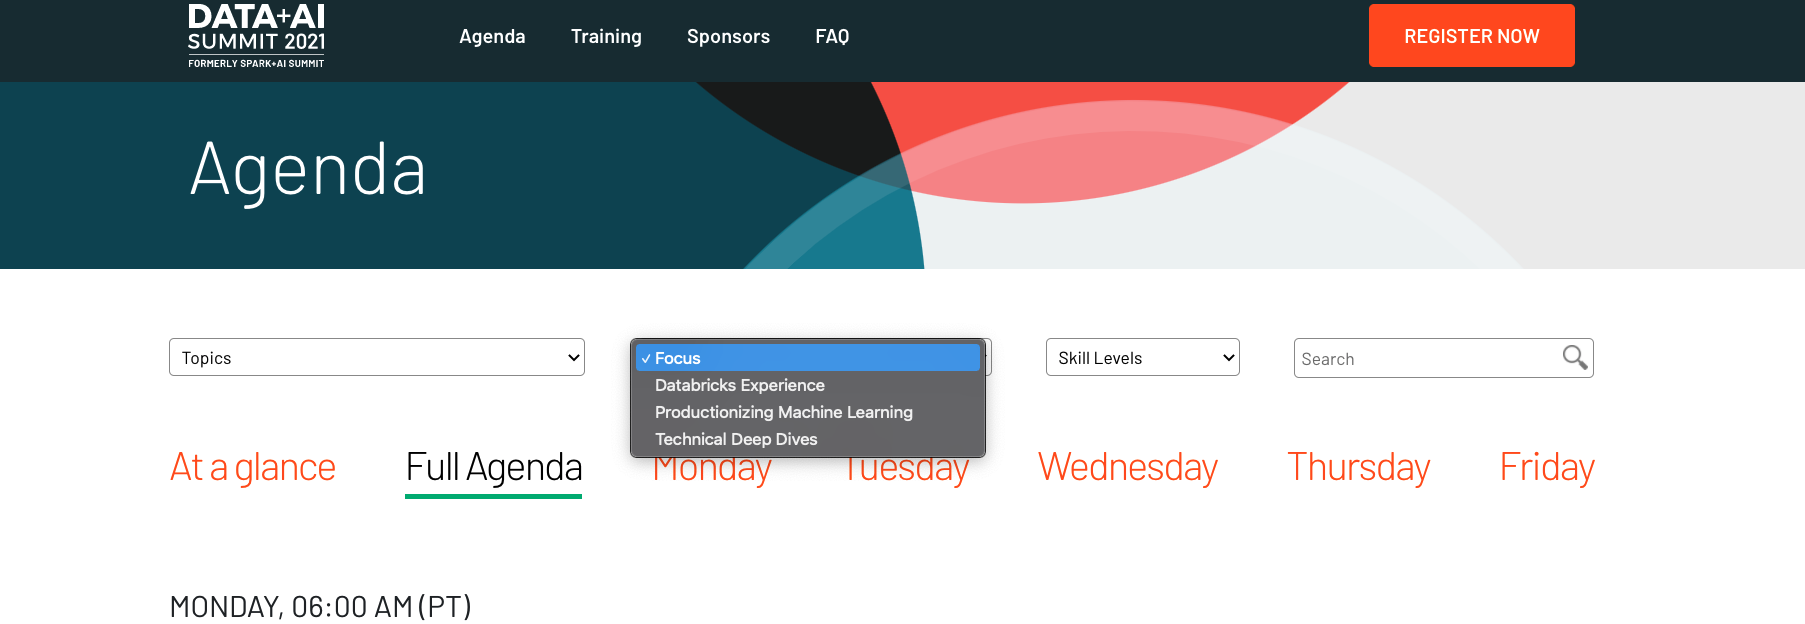 DATA+AI
SUMMIT 2021
FORMERLY SPARK+AI SUMMIT
Agenda Training Sponsors FAQ
REGISTER NOW
Agenda
Topics
✓ Focus
Databricks Experience
Productionizing Machine Learning
Technical Deep Dives
Skill Levels
Search
At a glance Full Agenda Monday Tuesday Wednesday Thursday Friday
MONDAY, 06:00 AM (PT)